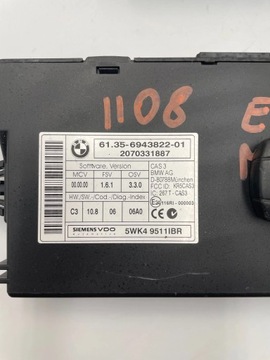 1108
E
61.35-6943822-01
2070331887
Software, Version
MCV FSV OSV
00.00.00 1.6.1 3.3.0
HW./SW.-/Cod.-/Diag.-Index
C3 10.8 06 06A0
CAS 3
BMW AG.
D-80788München
FCC ID: KR5CAS3
SIEMENS VDO
5WK4 9511IBR